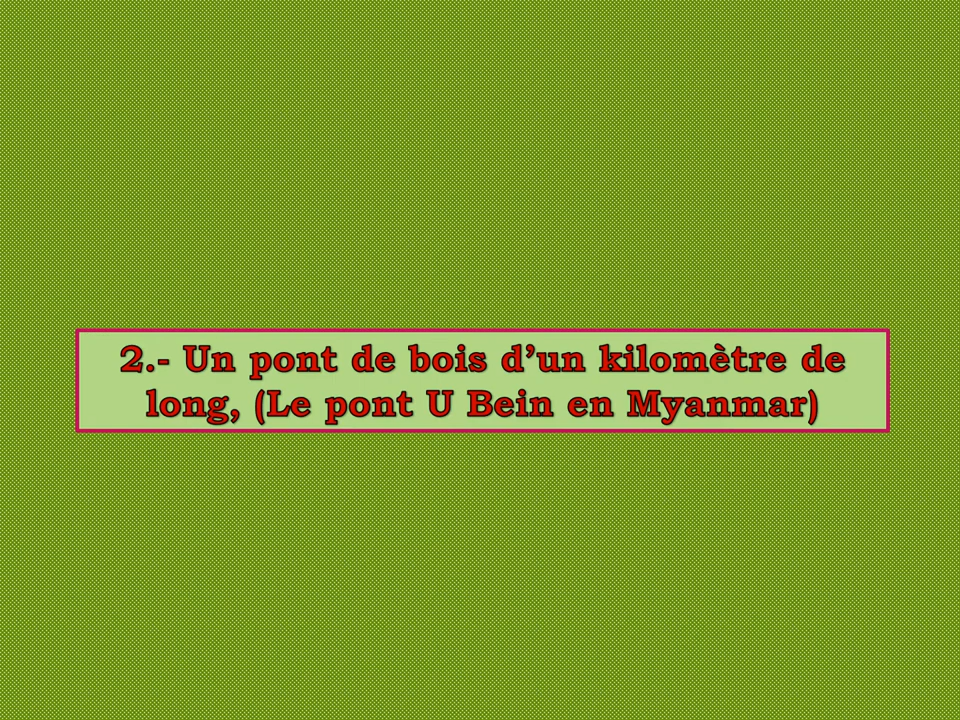 2.- Un pont de bois d’un kilomètre de
long, (Le pont U Bein en Myanmar)